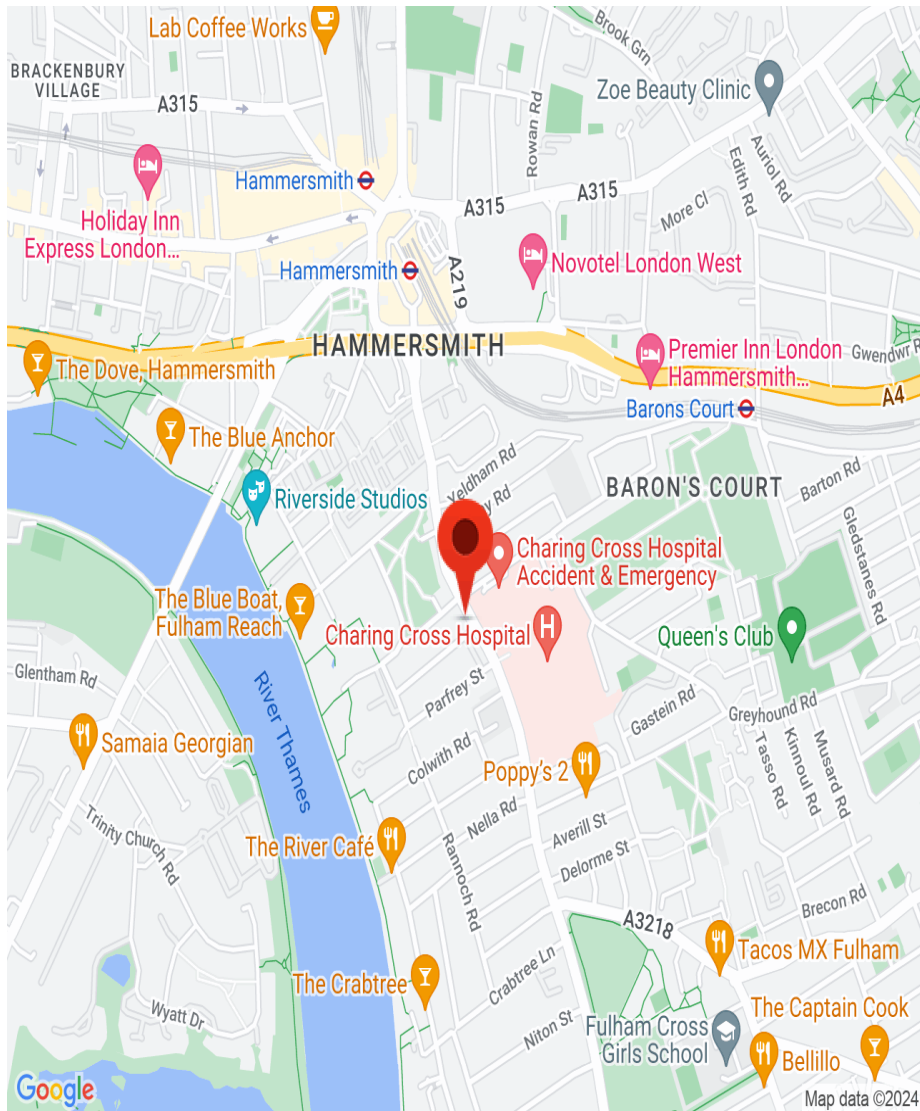 Lab Coffee Works
Brook Grn
BRACKENBURY
VILLAGE
A315
Zoe Beauty Clinic
Rowan Rd
Auriol Rd
Edith Rd
Hammersmith
A315
A315
More Cl
Holiday Inn
Express London...
Hammersmith
A219
Novotel London West
HAMMERSMITH
Premier Inn London
Hammersmith...
Gwendwr R
The Dove, Hammersmith
A4
Barons Court
The Blue Anchor
Yeldham Rd
BARON'S COURT
Barton Rd
Riverside Studios
Rd
Gledstanes Rd
Charing Cross Hospital
Accident & Emergency
The Blue Boat,
Fulham Reach
Charing Cross Hospital
Queen's Club
Glentham Rd
River Thames
Parfrey St
Gastein Rd
Greyhound Rd
Samaia Georgian
Colwith Rd
Tasso Rd
Kinnoul Rd
Musard Rd
Poppy's 2
Nella Rd
Trinity Church Rd
The River Café
Rannoch Rd
Averill St
Delorme St
Brecon Rd
A3218
Tacos MX Fulham
Crabtree Ln
The Crabtree
Wyatt Dr
Niton St
Fulham Cross
Girls School
The Captain Cook
Bellillo
Google
Map data ©2024